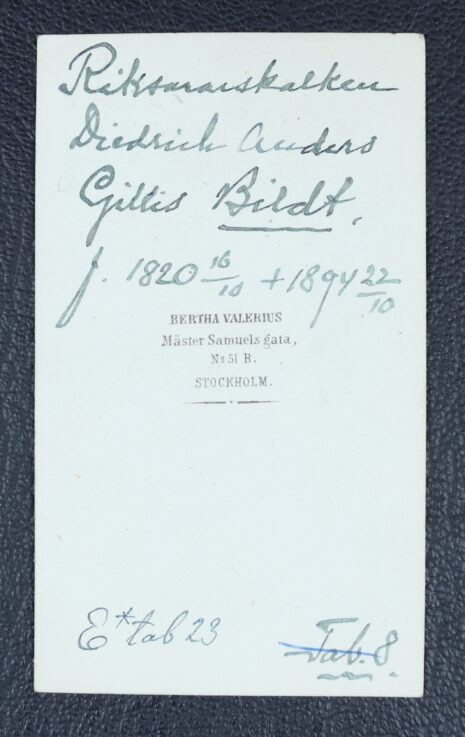 Riksmarskalken
Diedrich Anders
Gillis Bildt,
f. 1820 16/10 +1894 22/10
BERTHA VALERIUS
Mäster Samuels gata,
No 51 B.
STOCKHOLM.
E*tab 23
Tab. 8.